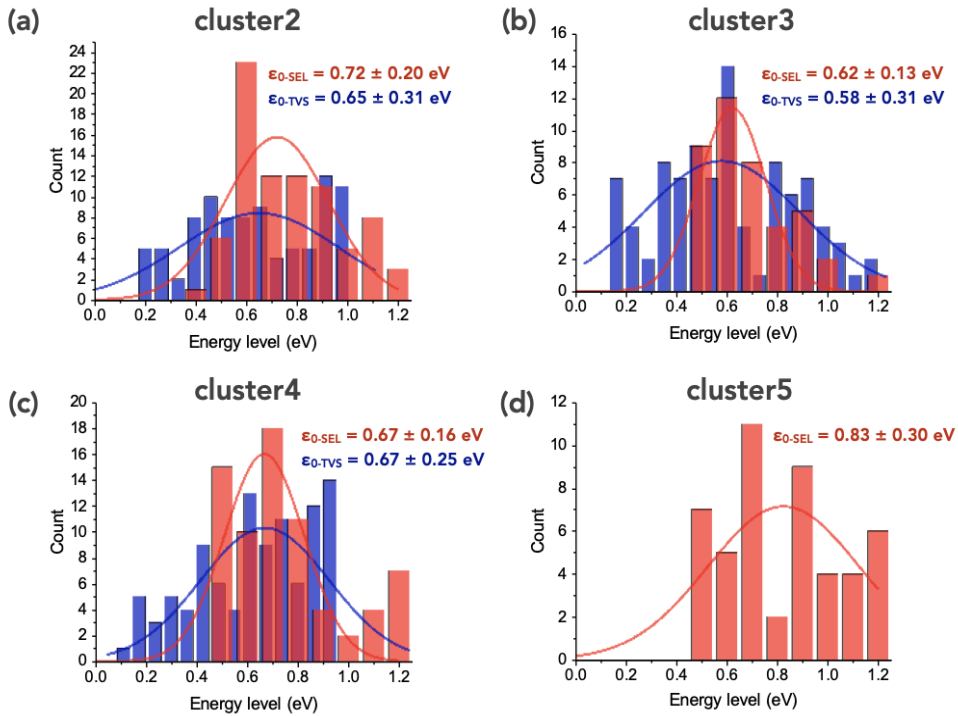 (a) cluster2
24
22
20
18
16
14
12
10
8
6
4
2
0
Count
ε0-SEL = 0.72 ± 0.20 eV
ε0-TVS = 0.65 ± 0.31 eV
0.0 0.2 0.4 0.6 0.8 1.0 1.2
Energy level (eV)
(b) cluster3
16
14
12
10
8
6
4
2
0
Count
ε0-SEL = 0.62 ± 0.13 eV
ε0-TVS = 0.58 ± 0.31 eV
0.0 0.2 0.4 0.6 0.8 1.0 1.2
Energy level (eV)
(c) cluster4
20
18
16
14
12
10
8
6
4
2
0
Count
ε0-SEL = 0.67 ± 0.16 eV
ε0-TVS = 0.67 ± 0.25 eV
0.0 0.2 0.4 0.6 0.8 1.0 1.2
Energy level (eV)
(d) cluster5
12
10
8
6
4
2
0
Count
ε0-SEL = 0.83 ± 0.30 eV
0.0 0.2 0.4 0.6 0.8 1.0 1.2
Energy level (eV)